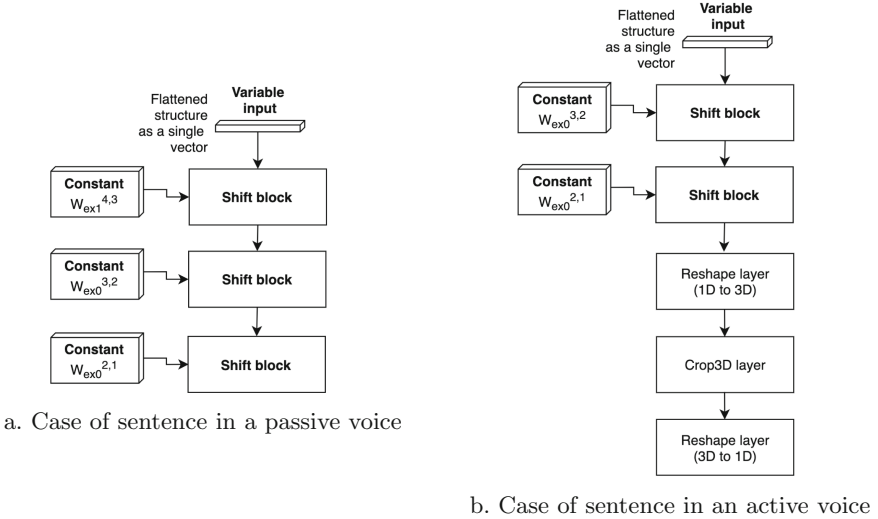 Flattened
structure
as a single
vector
Variable
input
Constant
W_ex1^4,3
Shift block
Constant
W_ex0^3,2
Shift block
Constant
W_ex0^2,1
Shift block
a. Case of sentence in a passive voice
Flattened
structure
as a single
vector
Variable
input
Constant
W_ex0^3,2
Shift block
Constant
W_ex0^2,1
Shift block
Reshape layer
(1D to 3D)
Crop3D layer
Reshape layer
(3D to 1D)
b. Case of sentence in an active voice